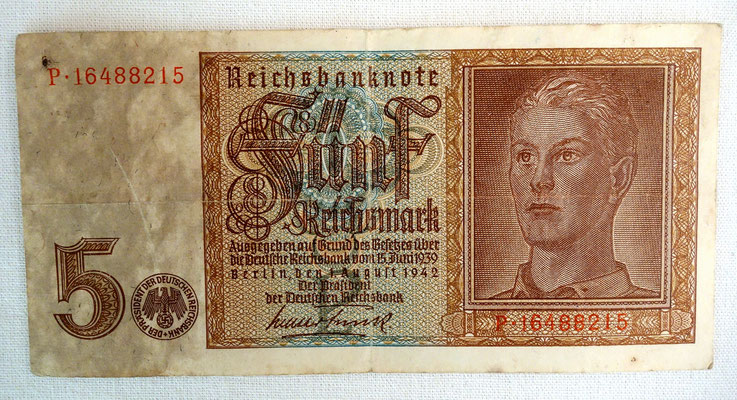 P·16488215
Reichsbanknote
Fünf
Reichsmark
Ausgegeben auf Grund des Gesetzes über
die Deutsche Reichsbank vom 15. Juni 1939
Berlin, den 1. August 1942
Der Präsident
der Deutschen Reichsbank
5
DER PRÄSIDENT DER DEUTSCHEN REICHSBANK
P·16488215